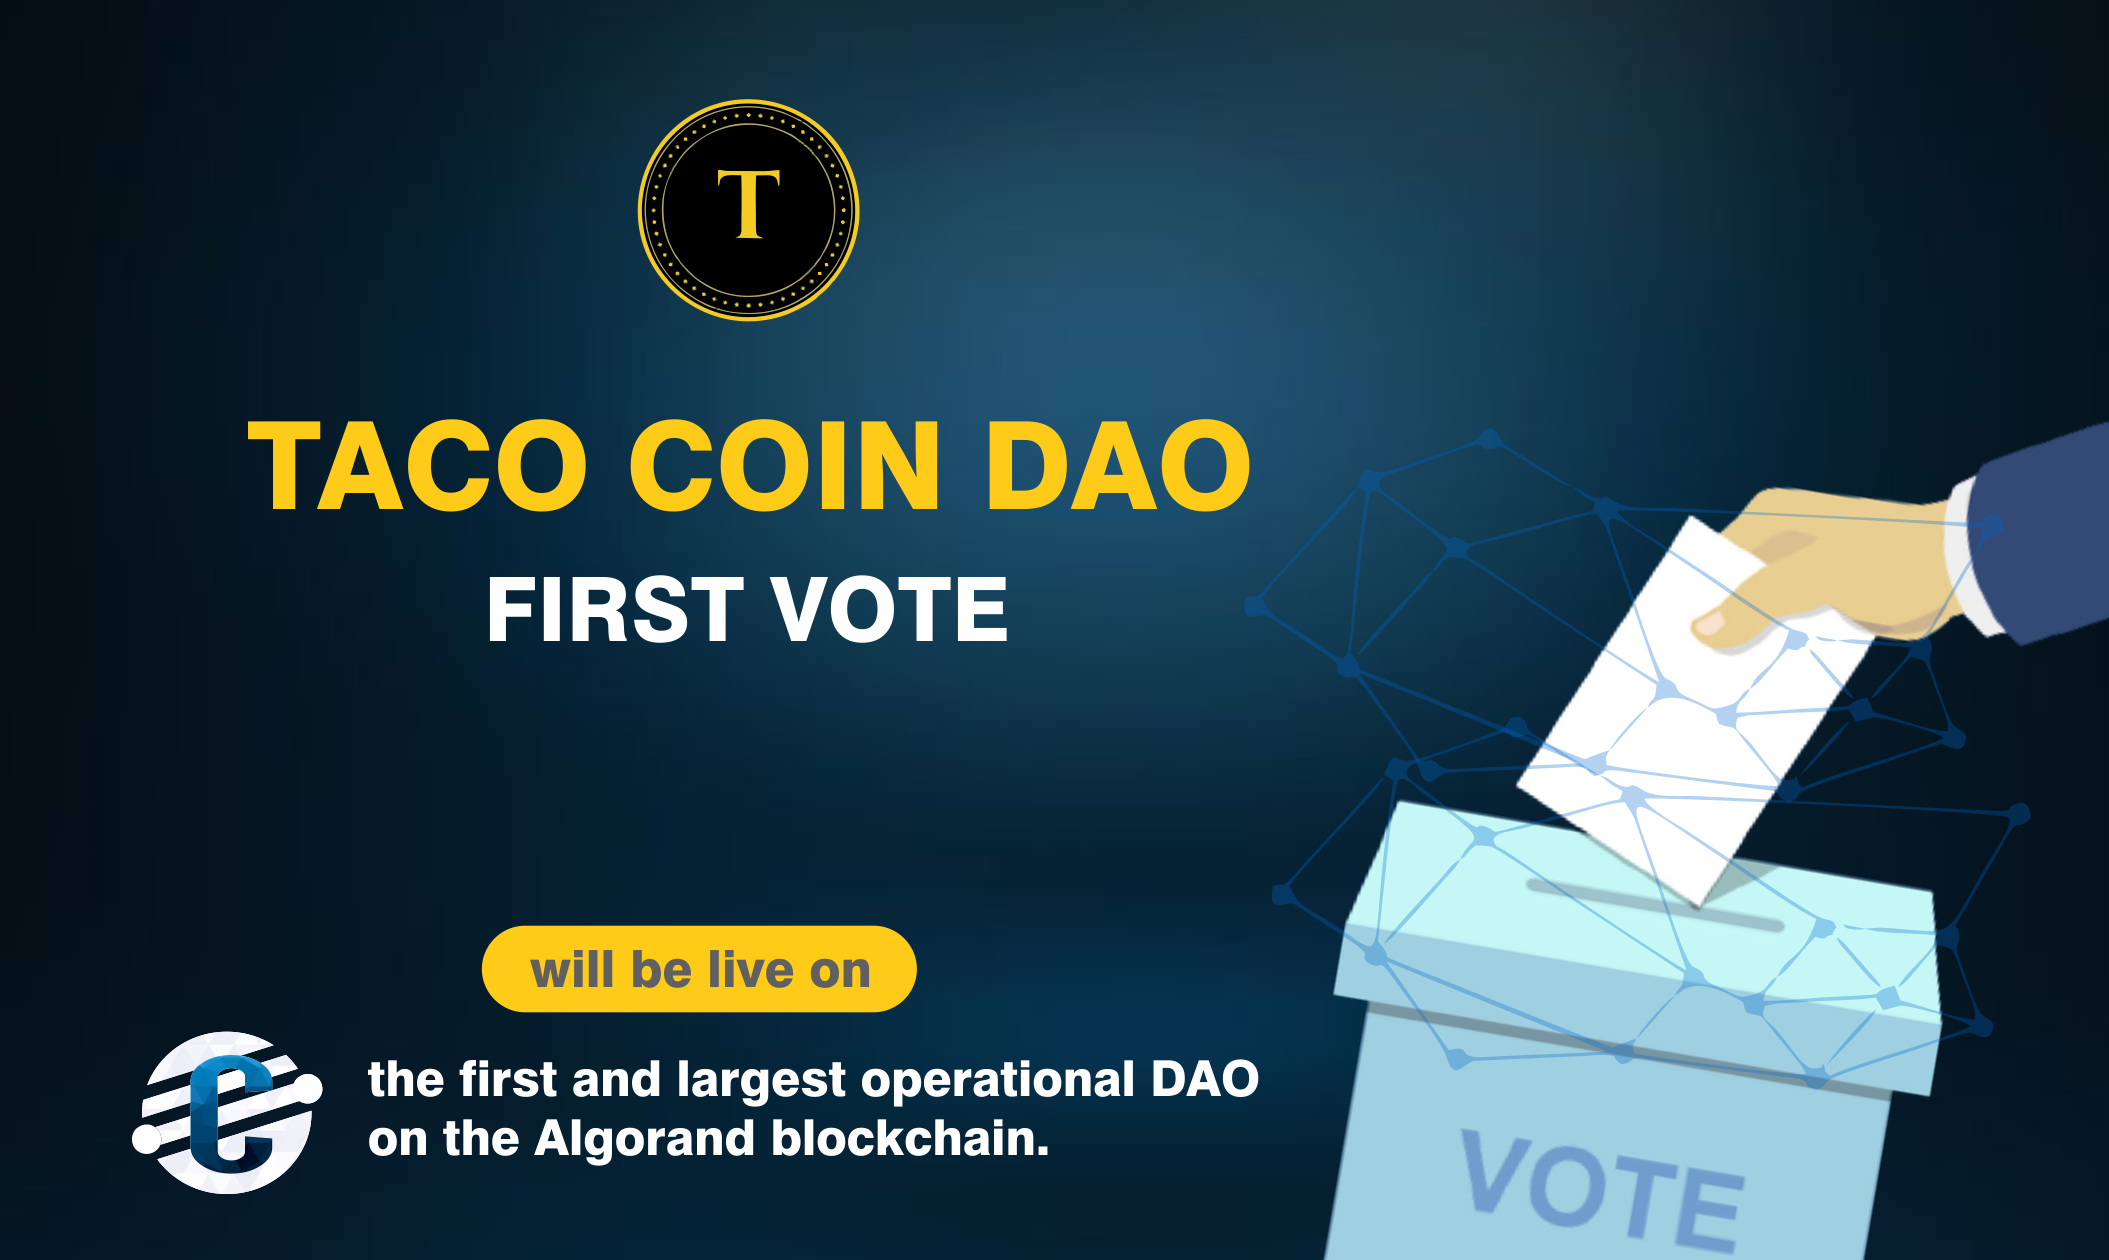 T
TACO COIN DAO
FIRST VOTE
will be live on
C
the first and largest operational DAO
on the Algorand blockchain.
VOTE